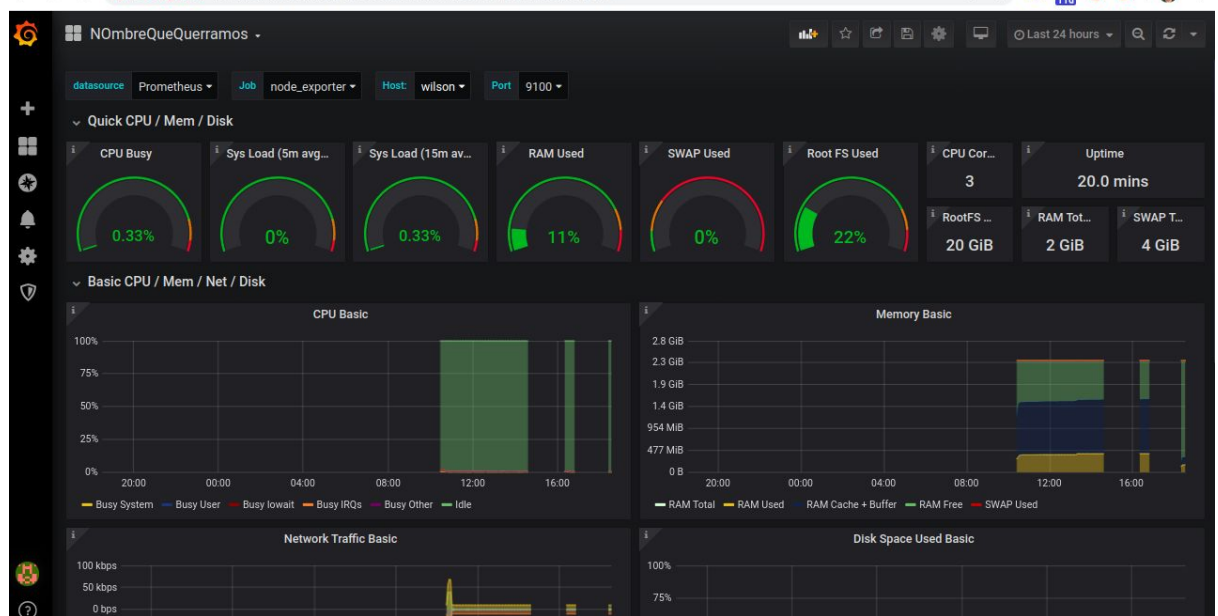 NOmbreQueQuerramos
Last 24 hours
datasource Prometheus Job node_exporter Host: wilson Port 9100
Quick CPU / Mem / Disk
CPU Busy
0.33%
Sys Load (5m avg...
0%
Sys Load (15m av...
0.33%
RAM Used
11%
SWAP Used
0%
Root FS Used
22%
CPU Cor...
3
Uptime
20.0 mins
RootFS ...
20 GiB
RAM Tot...
2 GiB
SWAP T...
4 GiB
Basic CPU / Mem / Net / Disk
CPU Basic
100%
75%
50%
25%
0%
20:00 00:00 04:00 08:00 12:00 16:00
Busy System Busy User Busy Iowait Busy IRQs Busy Other Idle
Memory Basic
2.8 GiB
2.3 GiB
1.9 GiB
1.4 GiB
954 MiB
477 MiB
0 B
20:00 00:00 04:00 08:00 12:00 16:00
RAM Total RAM Used RAM Cache + Buffer RAM Free SWAP Used
Network Traffic Basic
100 kbps
50 kbps
0 bps
Disk Space Used Basic
100%
75%